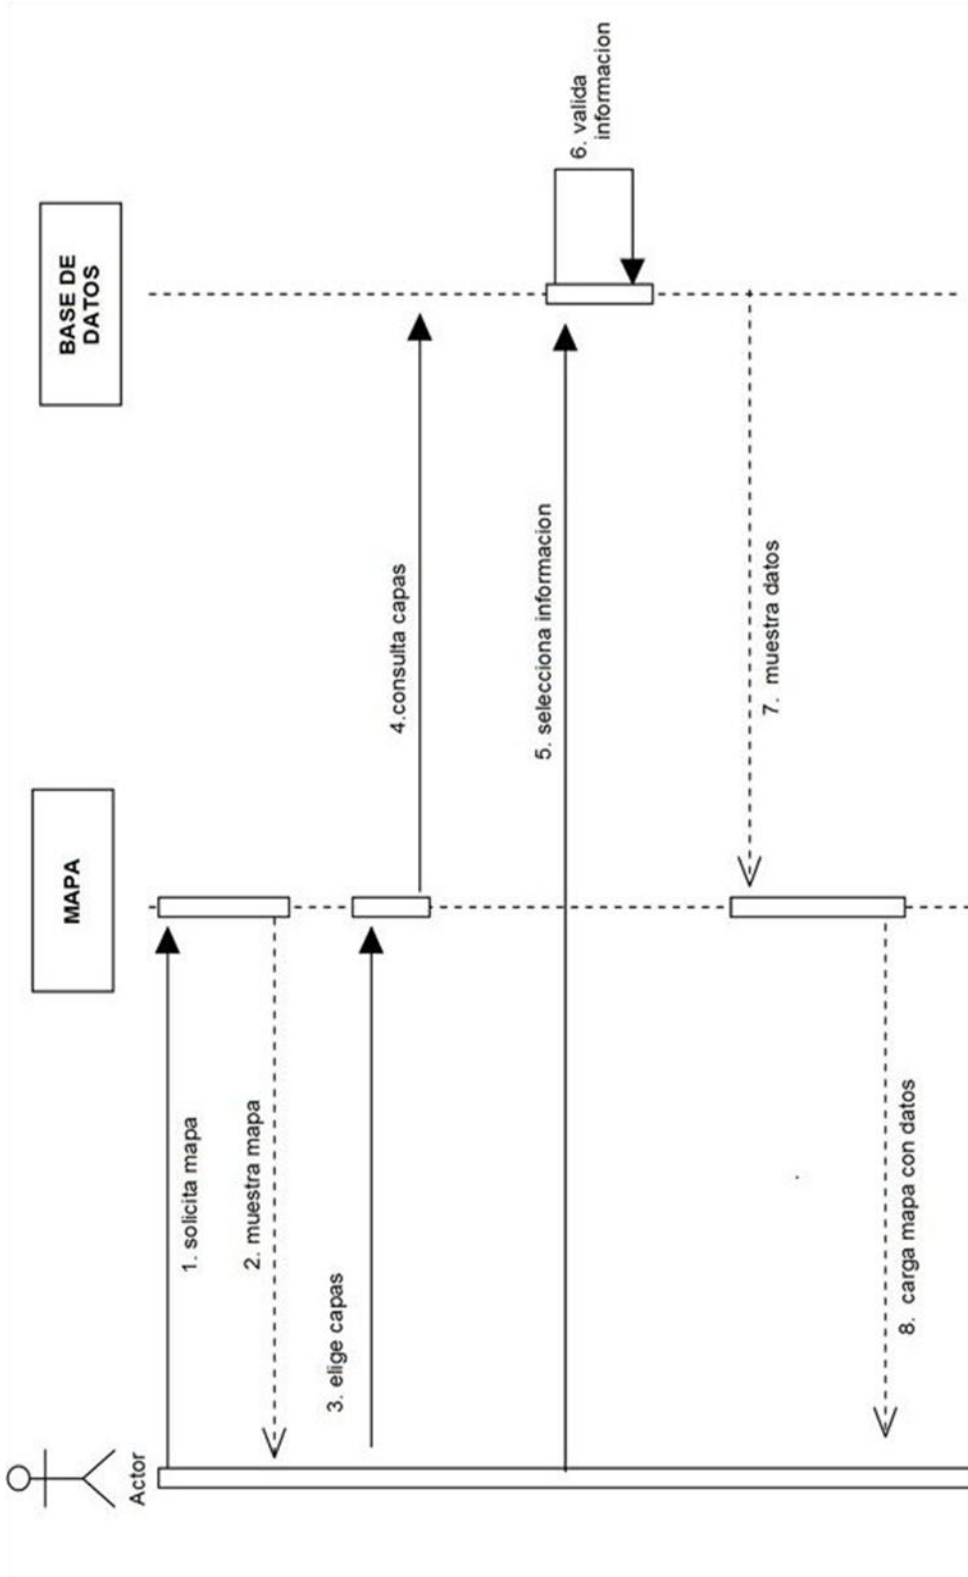 Actor
MAPA
BASE DE
DATOS
1. solicita mapa
2. muestra mapa
3. elige capas
4.consulta capas
5. selecciona informacion
6. valida
informacion
7. muestra datos
8. carga mapa con datos